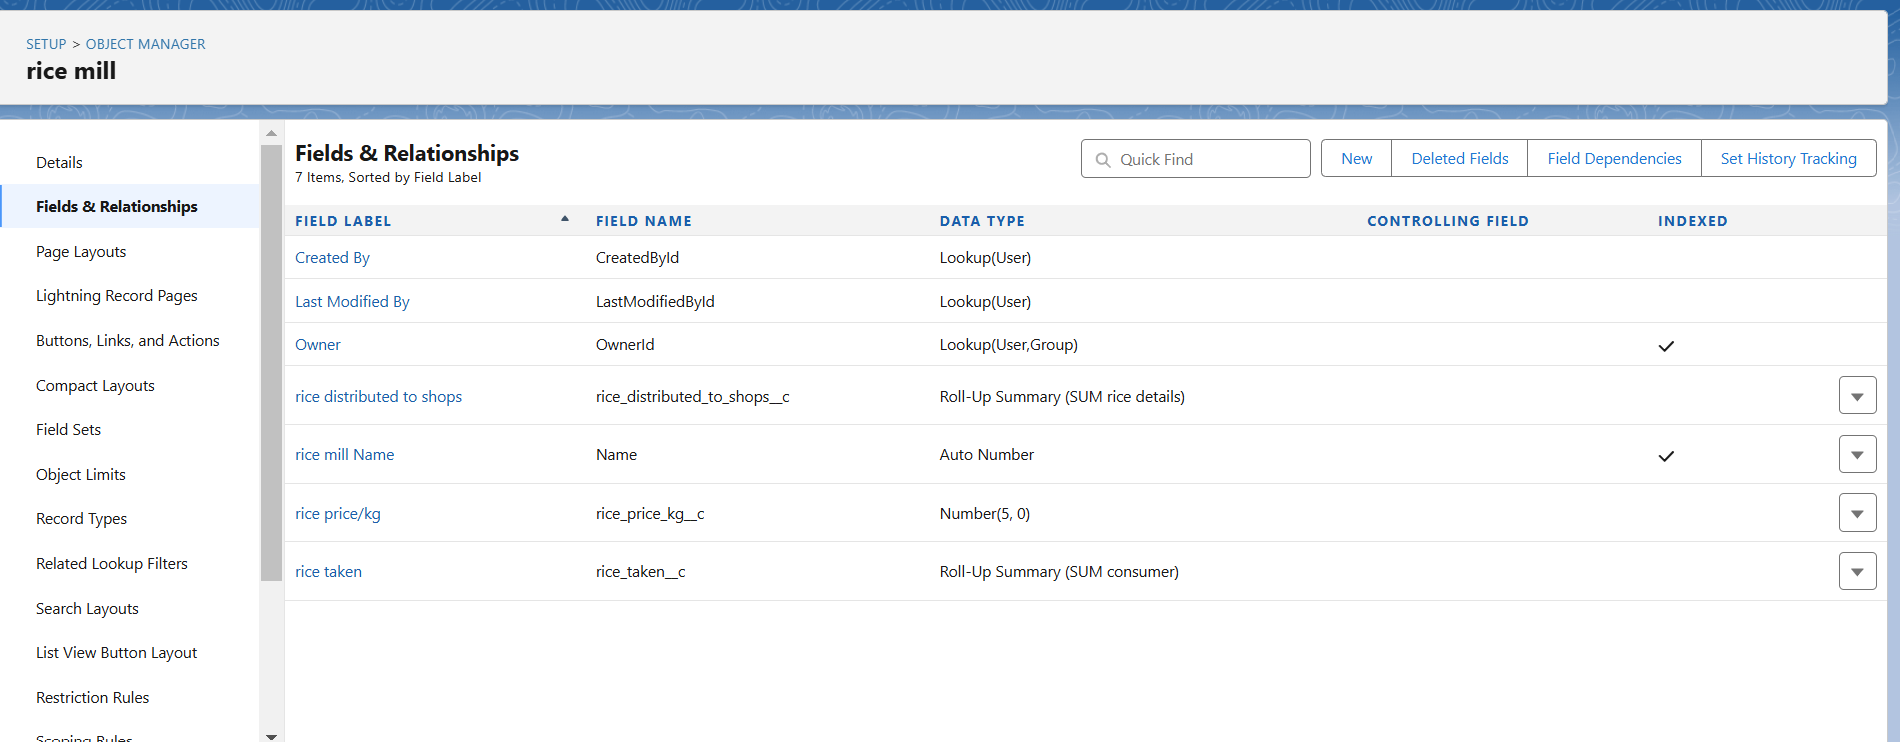 SETUP > OBJECT MANAGER
rice mill
Details
Fields & Relationships
Page Layouts
Lightning Record Pages
Buttons, Links, and Actions
Compact Layouts
Field Sets
Object Limits
Record Types
Related Lookup Filters
Search Layouts
List View Button Layout
Restriction Rules
Scoping Rules
Fields & Relationships
7 Items, Sorted by Field Label
Quick Find
New Deleted Fields Field Dependencies Set History Tracking
FIELD LABEL FIELD NAME DATA TYPE CONTROLLING FIELD INDEXED
Created By CreatedById Lookup(User)
Last Modified By LastModifiedById Lookup(User)
Owner OwnerId Lookup(User,Group)
rice distributed to shops rice_distributed_to_shops__c Roll-Up Summary (SUM rice details)
rice mill Name Name Auto Number
rice price/kg rice_price_kg__c Number(5, 0)
rice taken rice_taken__c Roll-Up Summary (SUM consumer)